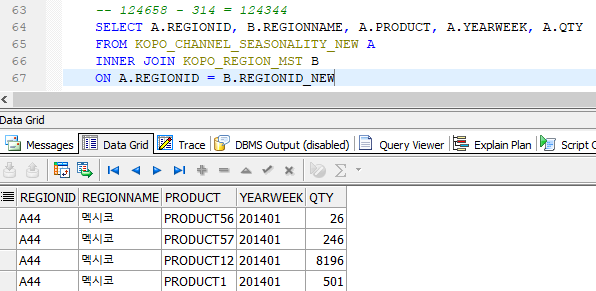 63 -- 124658 - 314 = 124344
64 SELECT A.REGIONID, B.REGIONNAME, A.PRODUCT, A.YEARWEEK, A.QTY
65 FROM KOPO_CHANNEL_SEASONALITY_NEW A
66 INNER JOIN KOPO_REGION_MST B
67 ON A.REGIONID = B.REGIONID_NEW
Data Grid
Messages Data Grid Trace DBMS Output (disabled) Query Viewer Explain Plan Script O
REGIONID REGIONNAME PRODUCT YEARWEEK QTY
A44 멕시코 PRODUCT56 201401 26
A44 멕시코 PRODUCT57 201401 246
A44 멕시코 PRODUCT12 201401 8196
A44 멕시코 PRODUCT1 201401 501